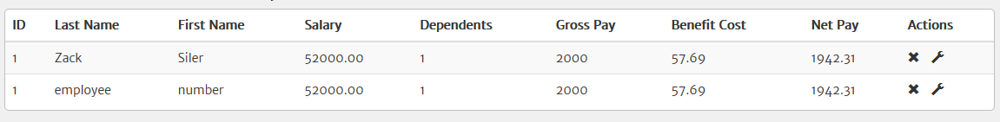 ID Last Name First Name Salary Dependents Gross Pay Benefit Cost Net Pay Actions
1 Zack Siler 52000.00 1 2000 57.69 1942.31
1 employee number 52000.00 1 2000 57.69 1942.31